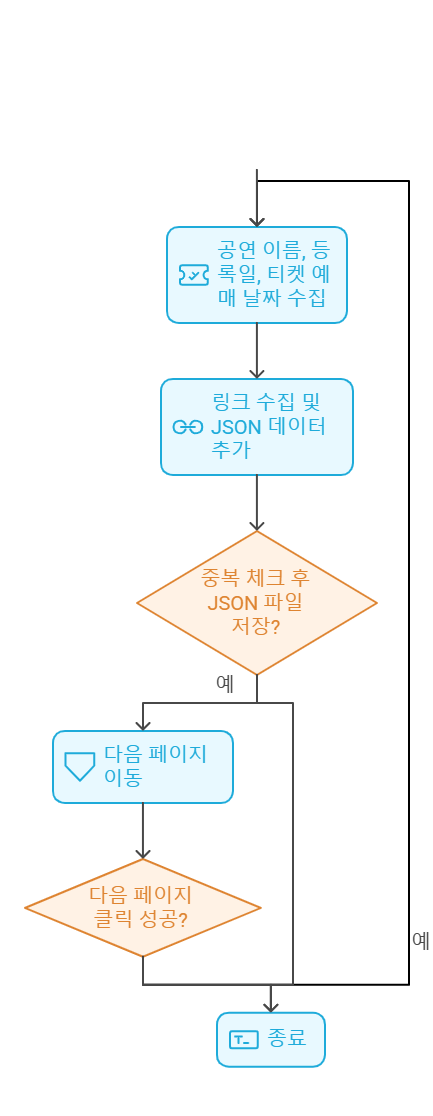 공연 이름, 등
록일, 티켓 예
매 날짜 수집
링크 수집 및
JSON 데이터
추가
중복 체크 후
JSON 파일
저장?
예
다음 페이지
이동
다음 페이지
클릭 성공?
예
종료